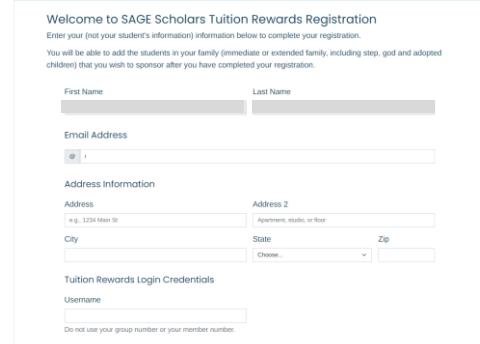 Welcome to SAGE Scholars Tuition Rewards Registration
Enter your (not your student's information) information below to complete your registration.
You will be able to add the students in your family (immediate or extended family, including step, god and adopted
children) that you wish to sponsor after you have completed your registration.
First Name Last Name
Email Address
@
Address Information
Address Address 2
e.g., 1234 Main St Apartment, studio, or floor
City State Zip
Choose...
Tuition Rewards Login Credentials
Username
Do not use your group number or your member number.